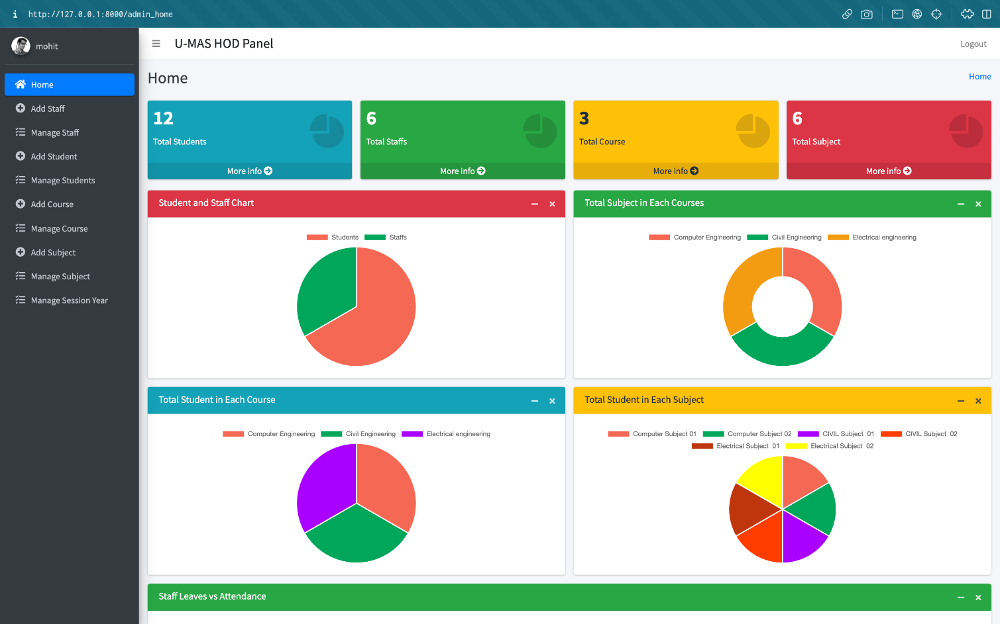 http://127.0.0.1:8000/admin_home
mohit
U-MAS HOD Panel
Logout
Home
Add Staff
Manage Staff
Add Student
Manage Students
Add Course
Manage Course
Add Subject
Manage Subject
Manage Session Year
Home
Home
12
Total Students
More info
6
Total Staffs
More info
3
Total Course
More info
6
Total Subject
More info
Student and Staff Chart
Students Staffs
Total Subject in Each Courses
Computer Engineering Civil Engineering Electrical engineering
Total Student in Each Course
Computer Engineering Civil Engineering Electrical engineering
Total Student in Each Subject
Computer Subject 01 Computer Subject 02 CIVIL Subject 01 CIVIL Subject 02
Electrical Subject 01 Electrical Subject 02
Staff Leaves vs Attendance